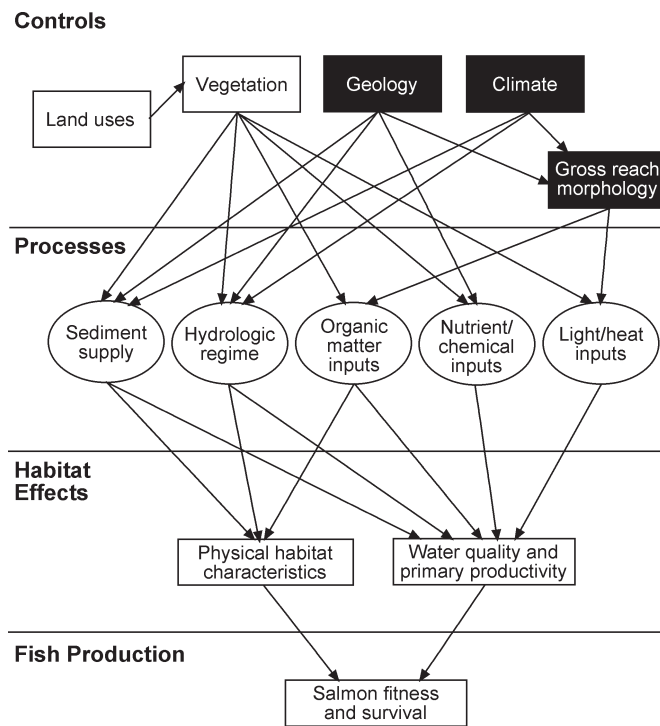 Controls
Vegetation
Geology
Climate
Land uses
Gross reach
morphology
Processes
Sediment
supply
Hydrologic
regime
Organic
matter
inputs
Nutrient/
chemical
inputs
Light/heat
inputs
Habitat
Effects
Physical habitat
characteristics
Water quality and
primary productivity
Fish Production
Salmon fitness
and survival